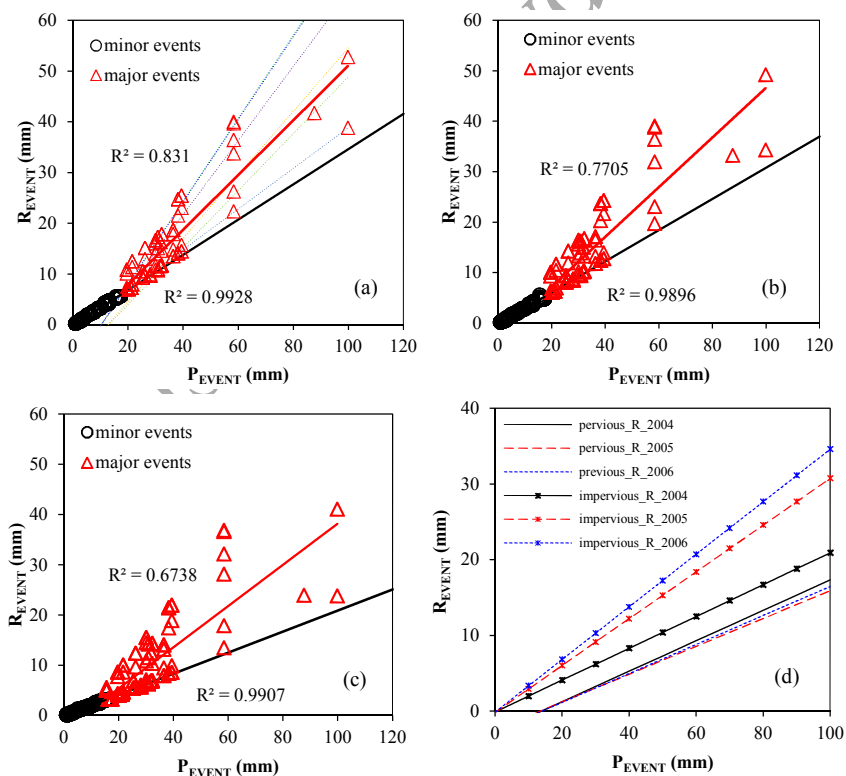 60
50
40
30
20
10
0
R_EVENT (mm)
minor events
major events
R² = 0.831
R² = 0.9928
(a)
0 20 40 60 80 100 120
P_EVENT (mm)
60
50
40
30
20
10
0
R_EVENT (mm)
minor events
major events
R² = 0.7705
R² = 0.9896
(b)
0 20 40 60 80 100 120
P_EVENT (mm)
60
50
40
30
20
10
0
R_EVENT (mm)
minor events
major events
R² = 0.6738
R² = 0.9907
(c)
0 20 40 60 80 100 120
P_EVENT (mm)
40
30
20
10
0
R_EVENT (mm)
pervious_R_2004
pervious_R_2005
previous_R_2006
impervious_R_2004
impervious_R_2005
impervious_R_2006
(d)
0 20 40 60 80 100
P_EVENT (mm)